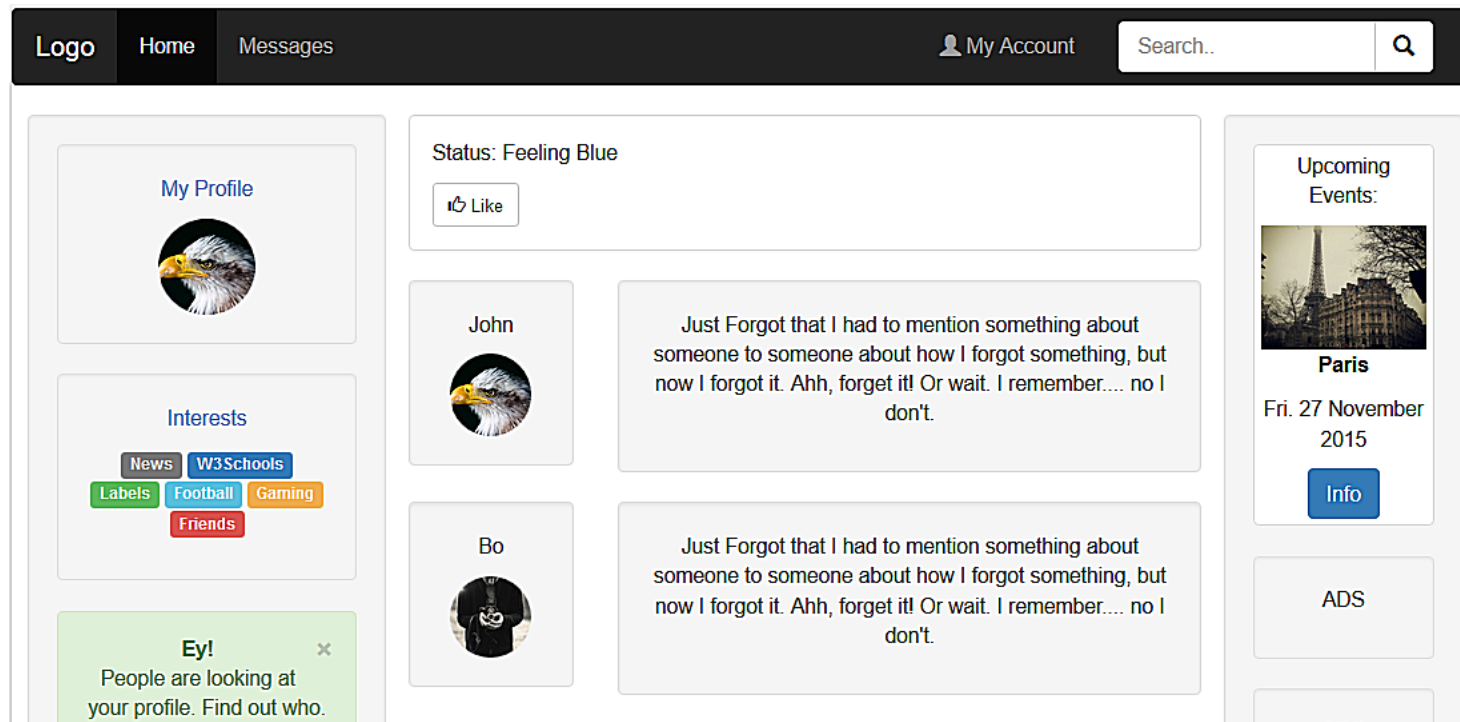 Logo
Home
Messages
My Account
Search..
My Profile
Interests
News W3Schools
Labels Football Gaming
Friends
Ey!
×
People are looking at
your profile. Find out who.
Status: Feeling Blue
Like
John
Just Forgot that I had to mention something about
someone to someone about how I forgot something, but
now I forgot it. Ahh, forget it! Or wait. I remember.... no I
don't.
Bo
Just Forgot that I had to mention something about
someone to someone about how I forgot something, but
now I forgot it. Ahh, forget it! Or wait. I remember.... no I
don't.
Upcoming
Events:
Paris
Fri. 27 November
2015
Info
ADS